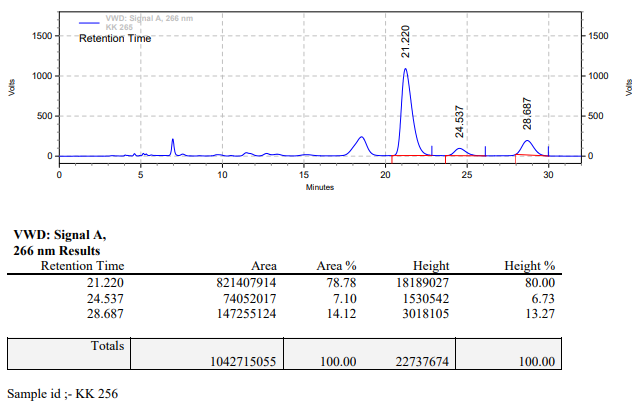 VWD: Signal A, 266 nm
KK 265
Retention Time
21.220
24.537
28.687
1500 1500
1000 1000
500 500
0 0
Volts Volts
0 5 10 15 20 25 30
Minutes
VWD: Signal A,
266 nm Results
Retention Time Area Area % Height Height %
21.220 821407914 78.78 18189027 80.00
24.537 74052017 7.10 1530542 6.73
28.687 147255124 14.12 3018105 13.27
Totals
1042715055 100.00 22737674 100.00
Sample id ;- KK 256